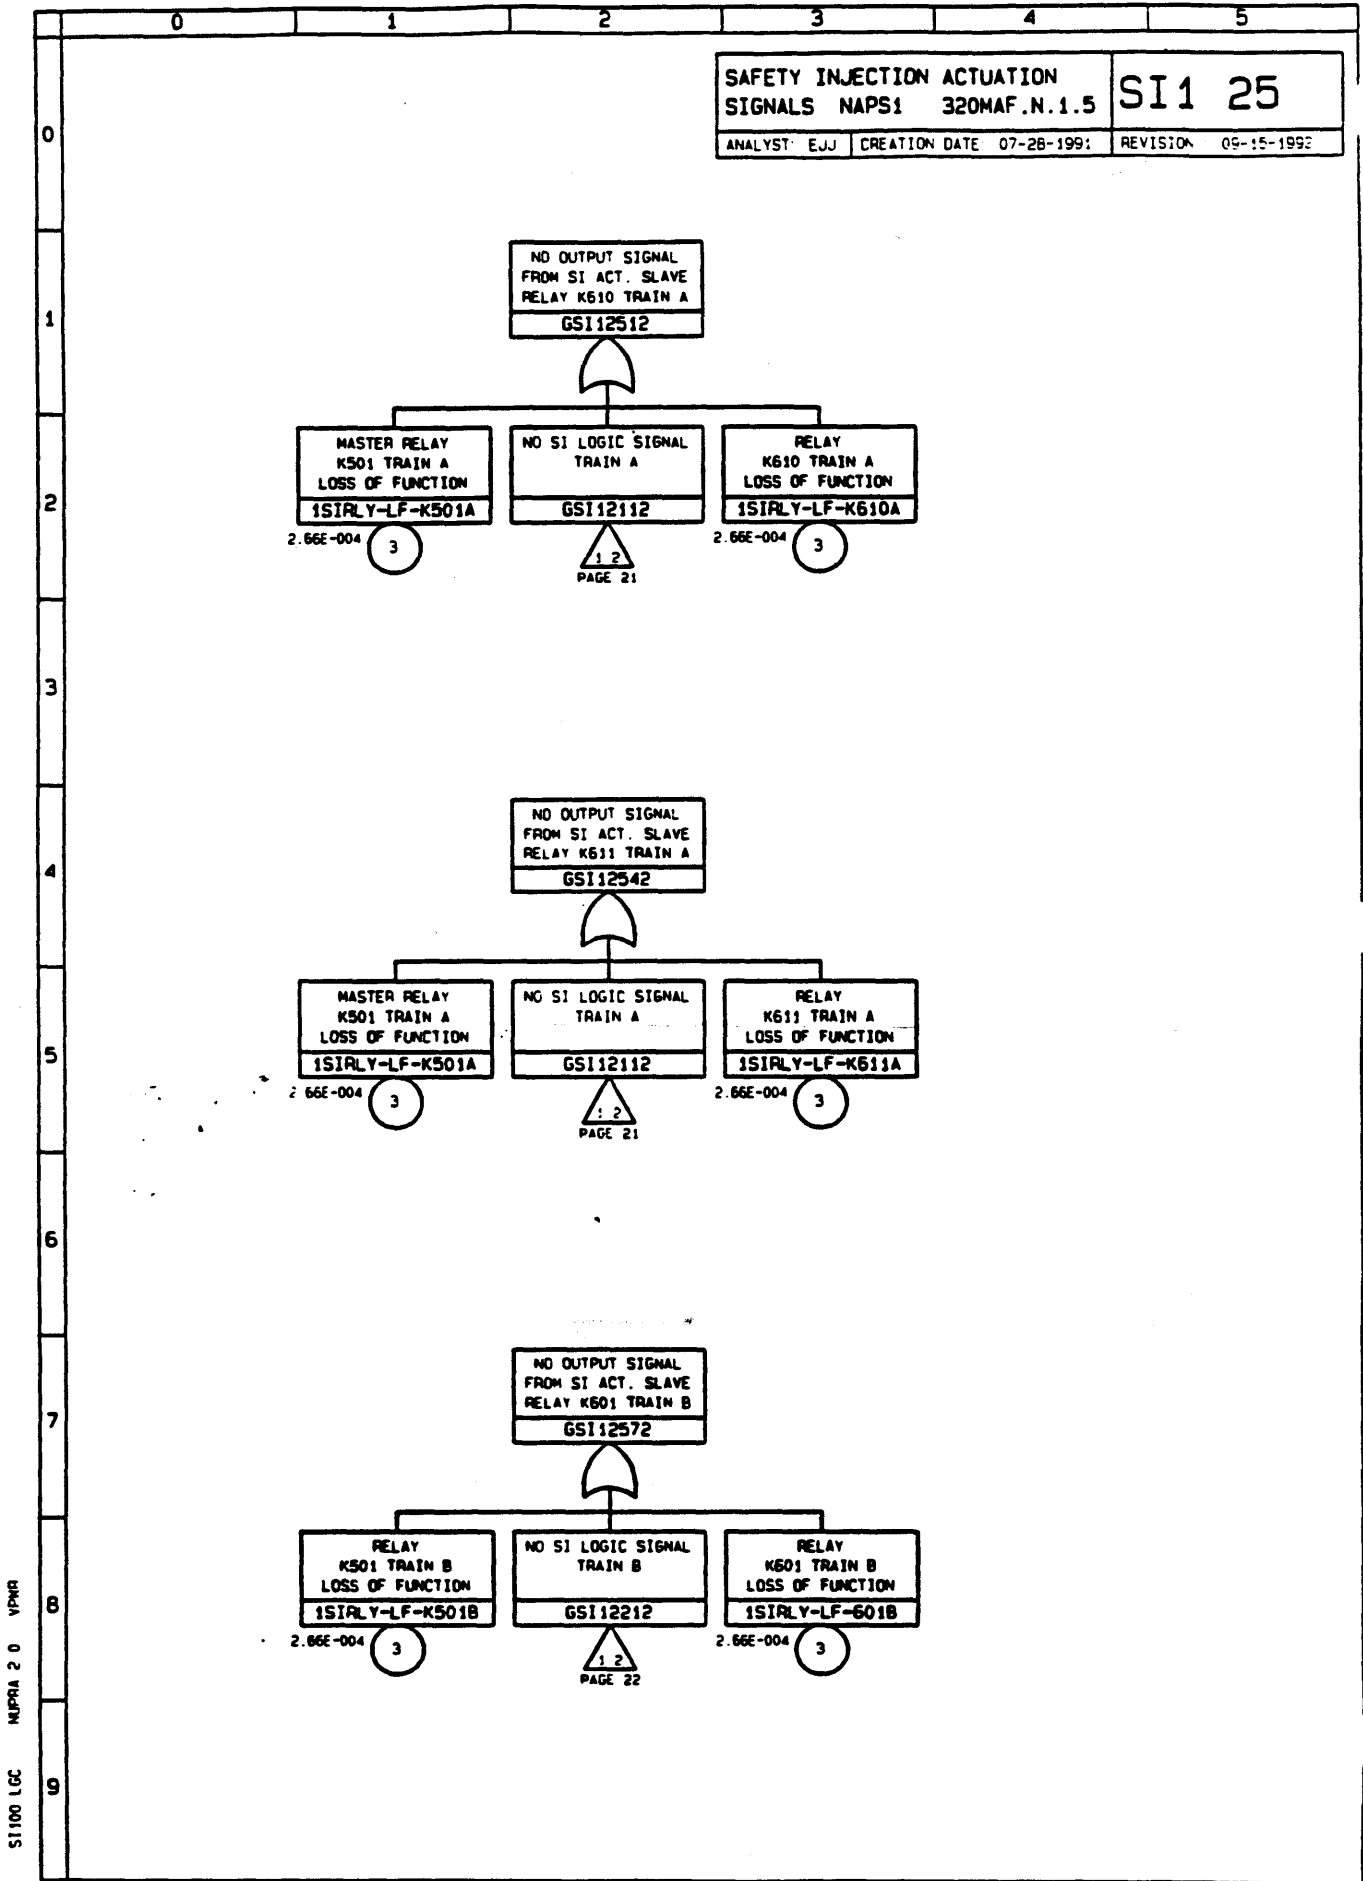 0 1 2 3 4 5
SAFETY INJECTION ACTUATION
SIGNALS NAPS1 320MAF.N.1.5
SI1 25
ANALYST: EJJ CREATION DATE 07-28-1991 REVISION
0
NO OUTPUT SIGNAL
FROM SI ACT. SLAVE
RELAY K610 TRAIN A
GSI12512
1
MASTER RELAY
K501 TRAIN A
LOSS OF FUNCTION
1SIRLY-LF-K501A
2.66E-004
3
NO SI LOGIC SIGNAL
TRAIN A
GSI12112
1 2
PAGE 21
RELAY
K610 TRAIN A
LOSS OF FUNCTION
1SIRLY-LF-K610A
2.66E-004
3
2
3
NO OUTPUT SIGNAL
FROM SI ACT. SLAVE
RELAY K611 TRAIN A
GSI12542
4
MASTER RELAY
K501 TRAIN A
LOSS OF FUNCTION
1SIRLY-LF-K501A
2.66E-004
3
NO SI LOGIC SIGNAL
TRAIN A
GSI12112
1 2
PAGE 21
RELAY
K611 TRAIN A
LOSS OF FUNCTION
1SIRLY-LF-K611A
2.66E-004
3
5
6
NO OUTPUT SIGNAL
FROM SI ACT. SLAVE
RELAY K601 TRAIN B
GSI12572
7
RELAY
K501 TRAIN B
LOSS OF FUNCTION
1SIRLY-LF-K501B
2.66E-004
3
NO SI LOGIC SIGNAL
TRAIN B
GSI12212
1 2
PAGE 22
RELAY
K601 TRAIN B
LOSS OF FUNCTION
1SIRLY-LF-601B
2.66E-004
3
8
9
SI100 LGC NUPRA 2 0